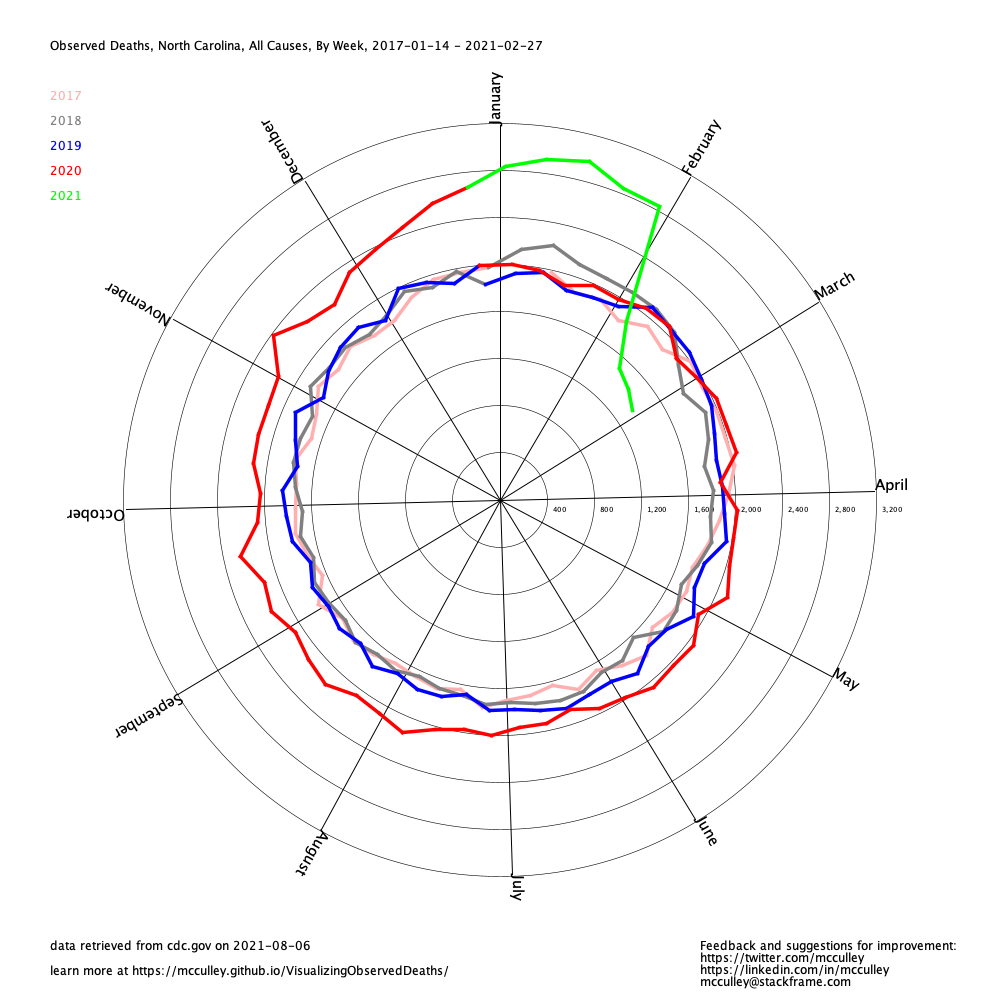 Observed Deaths, North Carolina, All Causes, By Week, 2017-01-14 - 2021-02-27
2017
2018
2019
2020
2021
January
February
March
April
May
June
July
August
September
October
November
December
400
800
1,200
1,600
2,000
2,400
2,800
3,200
data retrieved from cdc.gov on 2021-08-06
learn more at https://mcculley.github.io/VisualizingObservedDeaths/
Feedback and suggestions for improvement:
https://twitter.com/mcculley
https://linkedin.com/in/mcculley
mcculley@stackframe.com